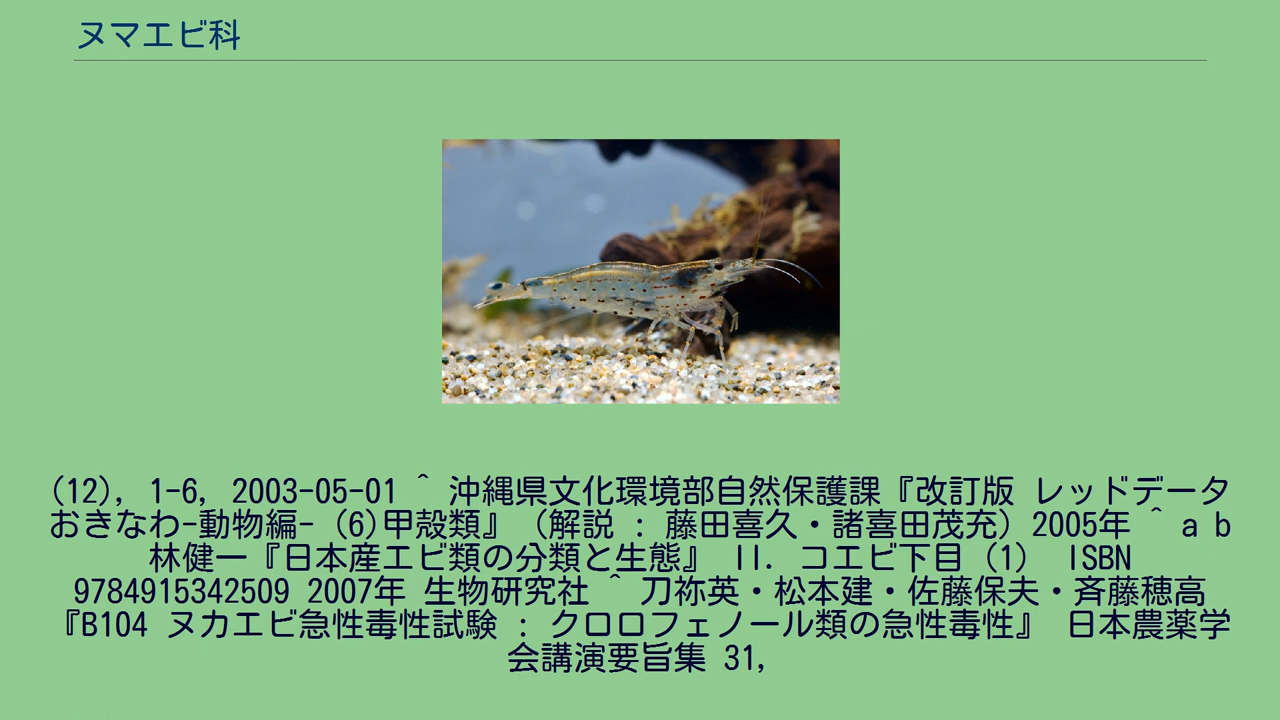 ヌマエビ科
(12), 1-6, 2003-05-01 ^ 沖縄県文化環境部自然保護課『改訂版 レッドデータ
おきなわ-動物編- (6)甲殻類』 (解説 : 藤田喜久・諸喜田茂充) 2005年 ^ a b
林健一『日本産エビ類の分類と生態』 II. コエビ下目 (1) ISBN
9784915342509 2007年 生物研究社 ^ 刀祢英・松本建・佐藤保夫・斉藤穂高
『B104 ヌカエビ急性毒性試験 : クロロフェノール類の急性毒性』 日本農薬学
会講演要旨集 31,